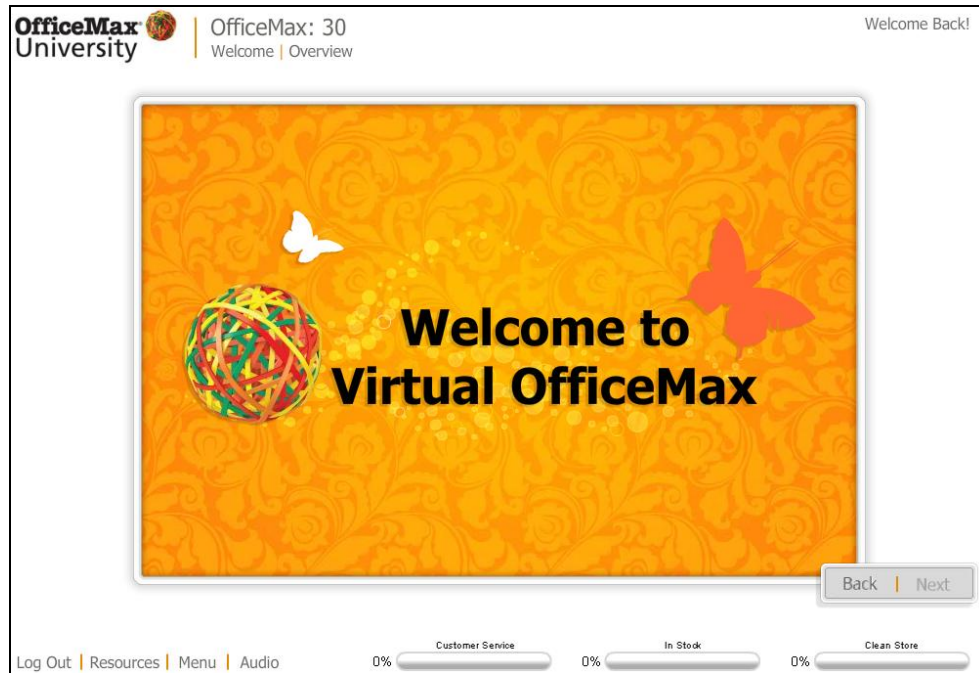 OfficeMax
University
OfficeMax: 30
Welcome | Overview
Welcome Back!
Welcome to
Virtual OfficeMax
Back | Next
Log Out | Resources | Menu | Audio
Customer Service
0%
In Stock
0%
Clean Store
0%